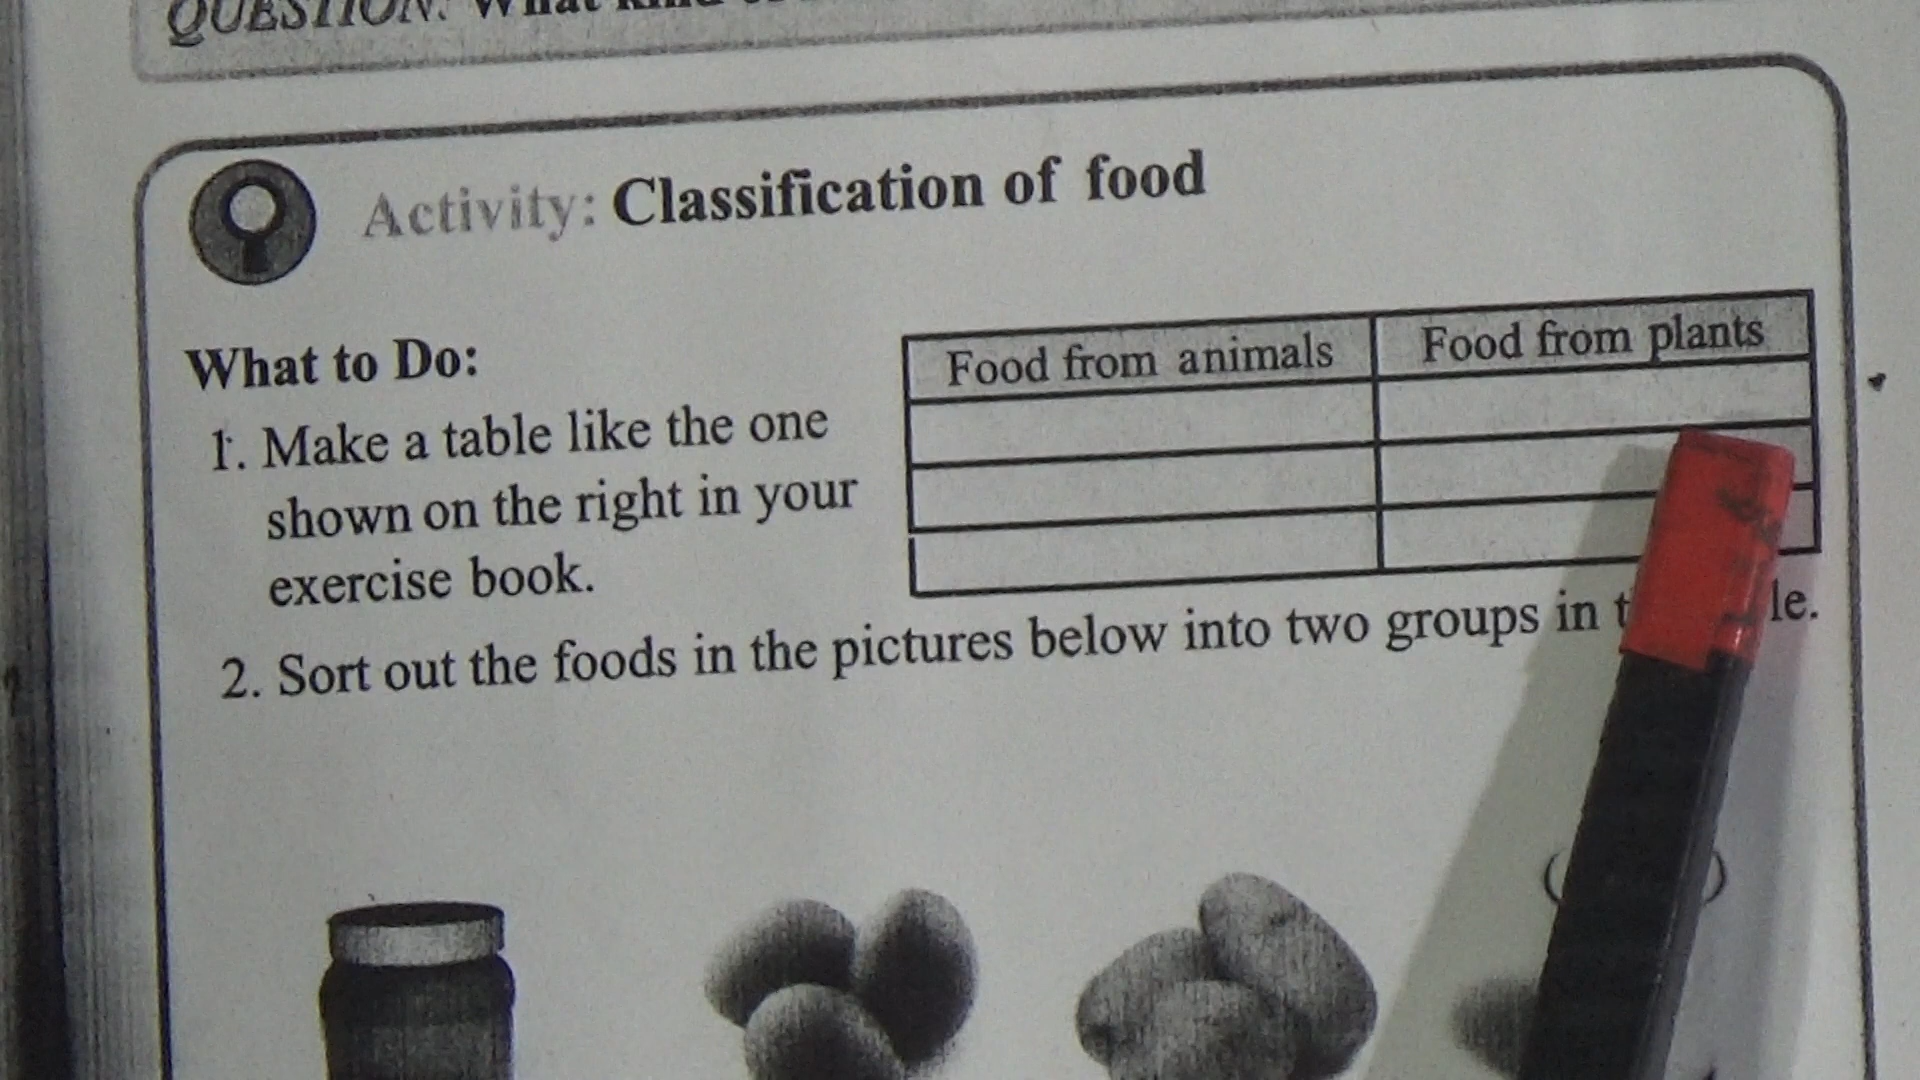 QUESTION: What kind
Activity: Classification of food
What to Do:
1. Make a table like the one
shown on the right in your
exercise book.
Food from animals Food from plants
2. Sort out the foods in the pictures below into two groups in